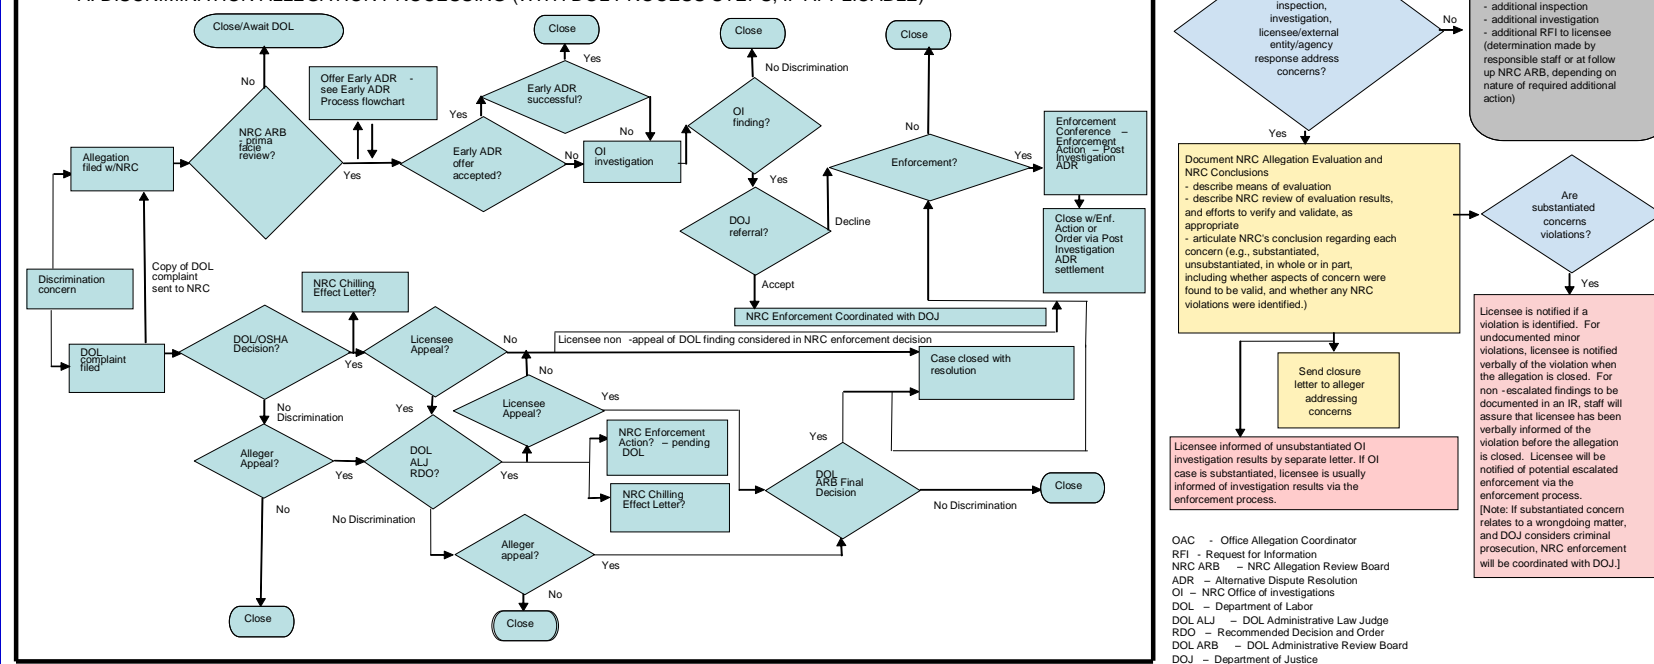 Close/Await DOL
Close
Close
Close
No
Offer Early ADR -
see Early ADR
Process flowchart
Yes
Early ADR
successful?
No Discrimination
Yes
NRC ARB
- prima
facie
review?
OI
finding?
No
No
Enforcement
Conference –
Enforcement
Action – Post
Investigation
ADR
Allegation
filed w/NRC
Yes
Early ADR
offer
accepted?
No
OI
investigation
Enforcement?
Yes
Yes
DOJ
referral?
Decline
Close w/Enf.
Action or
Order via Post
Investigation
ADR
settlement
Copy of DOL
complaint
sent to NRC
Discrimination
concern
NRC Chilling
Effect Letter?
Accept
NRC Enforcement Coordinated with DOJ
DOL
complaint
filed
DOL/OSHA
Decision?
Yes
Licensee
Appeal?
No
Licensee non -appeal of DOL finding considered in NRC enforcement decision
Case closed with
resolution
No
Discrimination
Yes
No
Licensee
Appeal?
Yes
NRC Enforcement
Action? – pending
DOL
Yes
Alleger
Appeal?
Yes
DOL
ALJ
RDO?
Yes
DOL
ARB Final
Decision
Close
NRC Chilling
Effect Letter?
No Discrimination
No
No Discrimination
Alleger
appeal?
Yes
No
Close
Close
inspection,
investigation,
licensee/external
entity/agency
response address
concerns?
No
- additional inspection
- additional investigation
- additional RFI to licensee
(determination made by
responsible staff or at follow
up NRC ARB, depending on
nature of required additional
action)
Yes
Document NRC Allegation Evaluation and
NRC Conclusions
- describe means of evaluation
- describe NRC review of evaluation results,
and efforts to verify and validate, as
appropriate
- articulate NRC's conclusion regarding each
concern (e.g., substantiated,
unsubstantiated, in whole or in part,
including whether aspects of concern were
found to be valid, and whether any NRC
violations were identified.)
Are
substantiated
concerns
violations?
Yes
Send closure
letter to alleger
addressing
concerns
Licensee informed of unsubstantiated OI
investigation results by separate letter. If OI
case is substantiated, licensee is usually
informed of investigation results via the
enforcement process.
Licensee is notified if a
violation is identified. For
undocumented minor
violations, licensee is notified
verbally of the violation when
the allegation is closed. For
non -escalated findings to be
documented in an IR, staff will
assure that licensee has been
verbally informed of the
violation before the allegation
is closed. Licensee will be
notified of potential escalated
enforcement via the
enforcement process.
[Note: If substantiated concern
relates to a wrongdoing matter,
and DOJ considers criminal
prosecution, NRC enforcement
will be coordinated with DOJ.]
OAC - Office Allegation Coordinator
RFI - Request for Information
NRC ARB – NRC Allegation Review Board
ADR – Alternative Dispute Resolution
OI – NRC Office of investigations
DOL – Department of Labor
DOL ALJ – DOL Administrative Law Judge
RDO – Recommended Decision and Order
DOL ARB – DOL Administrative Review Board
DOJ – Department of Justice